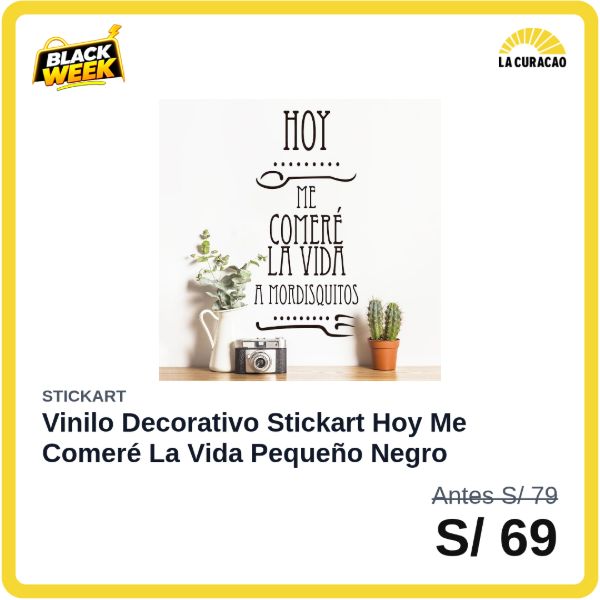 BLACK
WEEK
LA CURACAO
HOY
ME
COMERÉ
LA VIDA
A MORDISQUITOS
STICKART
Vinilo Decorativo Stickart Hoy Me
Comeré La Vida Pequeño Negro
Antes S/ 79
S/ 69